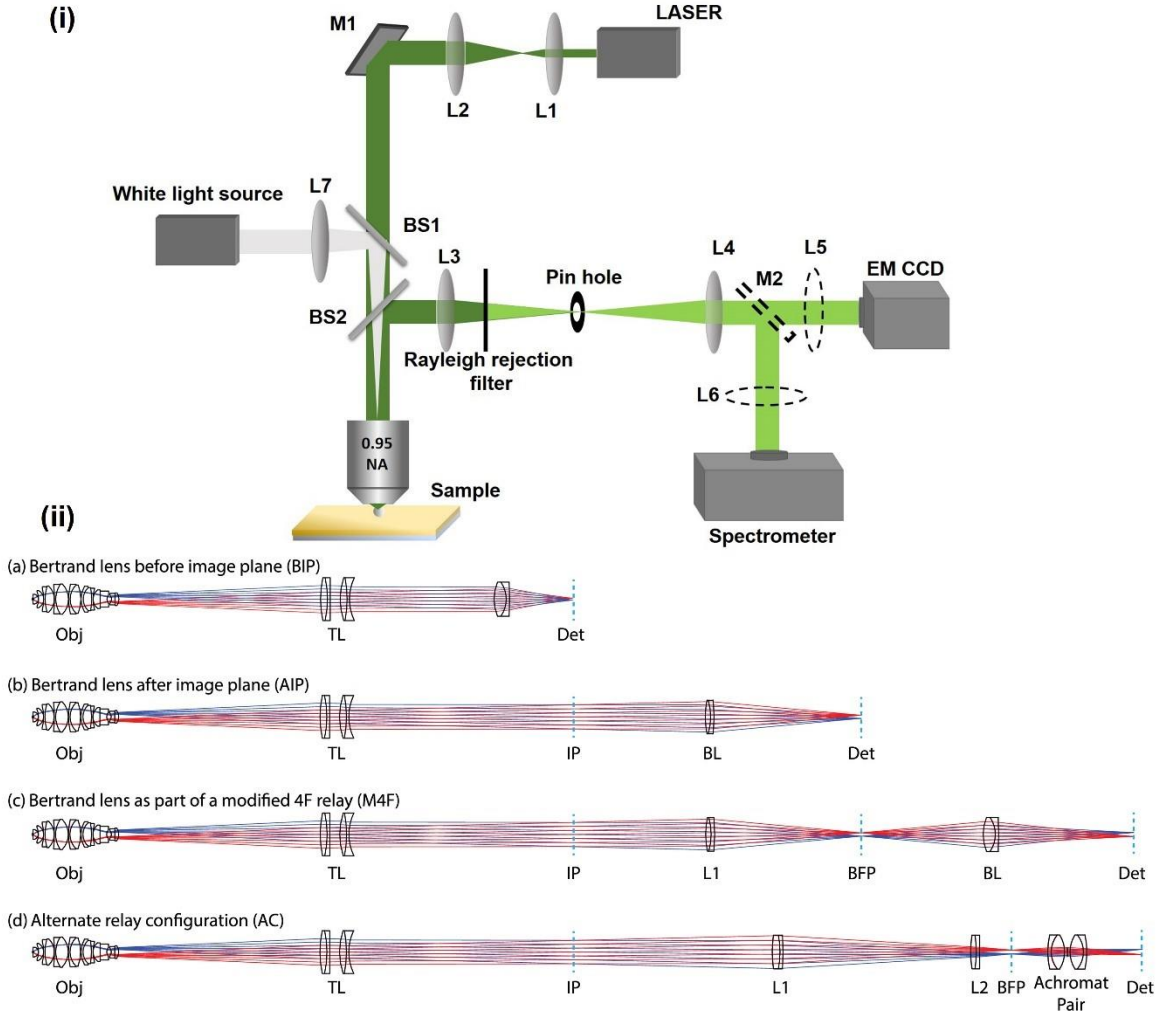 (i)
M1
LASER
L2
L1
White light source
L7
BS1
L3
BS2
Pin hole
L4
M2
L5
EM CCD
Rayleigh rejection
filter
L6
0.95
NA
Sample
Spectrometer
(ii)
(a) Bertrand lens before image plane (BIP)
Obj TL Det
(b) Bertrand lens after image plane (AIP)
Obj TL IP BL Det
(c) Bertrand lens as part of a modified 4F relay (M4F)
Obj TL IP L1 BFP BL Det
(d) Alternate relay configuration (AC)
Obj TL IP L1 L2 BFP Achromat Det
Pair